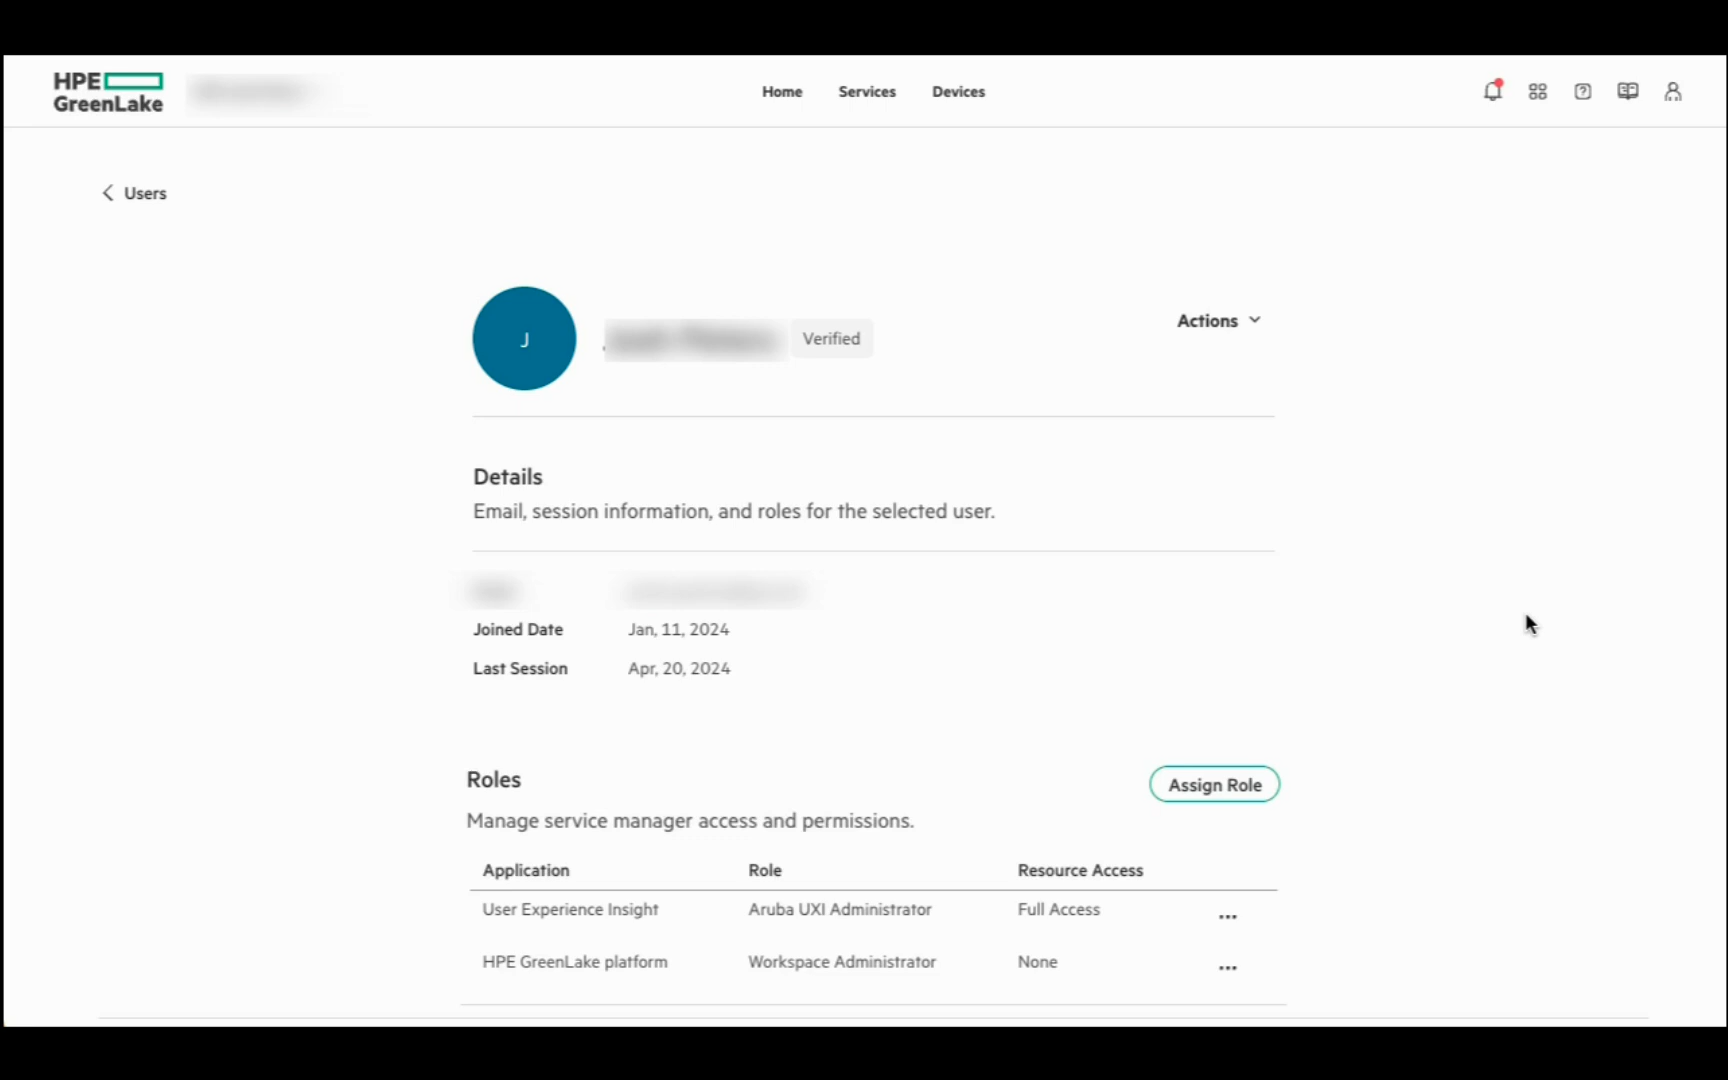 HPE
GreenLake
Home Services Devices
Users
J
Verified
Actions
Details
Email, session information, and roles for the selected user.
Joined Date Jan, 11, 2024
Last Session Apr, 20, 2024
Roles
Assign Role
Manage service manager access and permissions.
Application Role Resource Access
User Experience Insight Aruba UXI Administrator Full Access ...
HPE GreenLake platform Workspace Administrator None ...